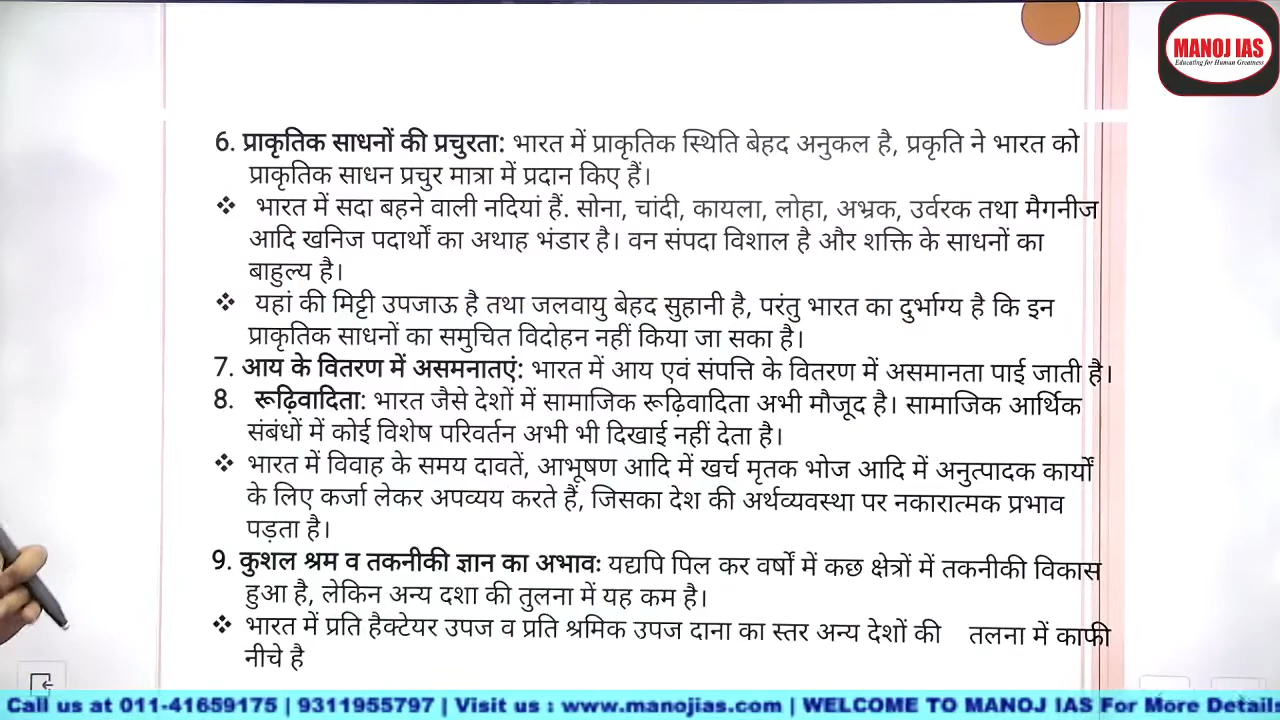 MANOJ IAS
Educating for Human Greatness
6. प्राकृतिक साधनों की प्रचुरता: भारत में प्राकृतिक स्थिति बेहद अनुकल है, प्रकृति ने भारत को
प्राकृतिक साधन प्रचुर मात्रा में प्रदान किए हैं।
❖ भारत में सदा बहने वाली नदियां हैं. सोना, चांदी, कायला, लोहा, अभ्रक, उर्वरक तथा मैगनीज
आदि खनिज पदार्थों का अथाह भंडार है। वन संपदा विशाल है और शक्ति के साधनों का
बाहुल्य है।
❖ यहां की मिट्टी उपजाऊ है तथा जलवायु बेहद सुहानी है, परंतु भारत का दुर्भाग्य है कि इन
प्राकृतिक साधनों का समुचित विदोहन नहीं किया जा सका है।
7. आय के वितरण में असमनाताएं: भारत में आय एवं संपत्ति के वितरण में असमानता पाई जाती है।
8. रूढ़िवादिता: भारत जैसे देशों में सामाजिक रूढ़िवादिता अभी मौजूद है। सामाजिक आर्थिक
संबंधों में कोई विशेष परिवर्तन अभी भी दिखाई नहीं देता है।
❖ भारत में विवाह के समय दावतें, आभूषण आदि में खर्च मृतक भोज आदि में अनुत्पादक कार्यों
के लिए कर्जा लेकर अपव्यय करते हैं, जिसका देश की अर्थव्यवस्था पर नकारात्मक प्रभाव
पड़ता है।
9. कुशल श्रम व तकनीकी ज्ञान का अभावः यद्यपि पिल कर वर्षों में कछ क्षेत्रों में तकनीकी विकास
हुआ है, लेकिन अन्य दशा की तुलना में यह कम है।
❖ भारत में प्रति हैक्टेयर उपज व प्रति श्रमिक उपज दाना का स्तर अन्य देशों की तलना में काफी
नीचे है
Call us at 011-41659175 | 9311955797 | Visit us : www.manojias.com | WELCOME TO MANOJ IAS For More Details